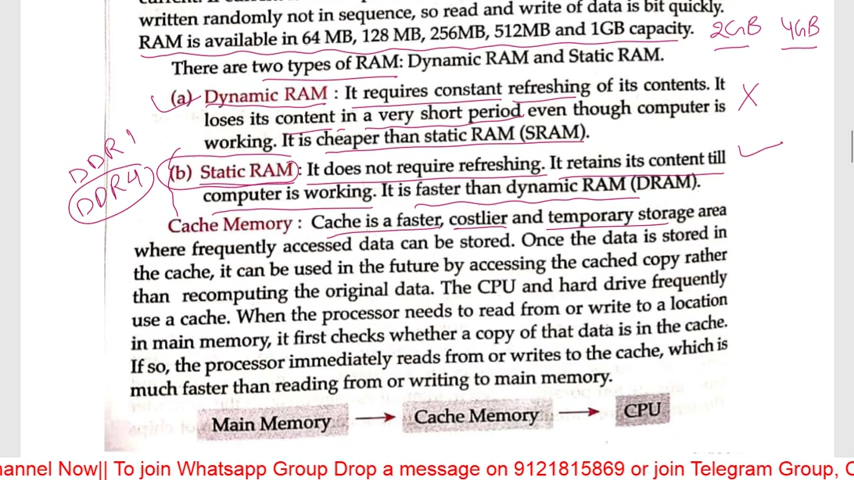 written randomly not in sequence, so read and write of data is bit quickly.
RAM is available in 64 MB, 128 MB, 256MB, 512MB and 1GB capacity. 2GB 4GB
There are two types of RAM: Dynamic RAM and Static RAM.
(a) Dynamic RAM : It requires constant refreshing of its contents. It
loses its content in a very short period even though computer is
working. It is cheaper than static RAM (SRAM).
DDR1
(b) Static RAM : It does not require refreshing. It retains its content till
DDR4
computer is working. It is faster than dynamic RAM (DRAM).
Cache Memory : Cache is a faster, costlier and temporary storage area
where frequently accessed data can be stored. Once the data is stored in
the cache, it can be used in the future by accessing the cached copy rather
than recomputing the original data. The CPU and hard drive frequently
use a cache. When the processor needs to read from or write to a location
in main memory, it first checks whether a copy of that data is in the cache.
If so, the processor immediately reads from or writes to the cache, which is
much faster than reading from or writing to main memory.
Main Memory Cache Memory CPU
hannel Now|| To join Whatsapp Group Drop a message on 9121815869 or join Telegram Group, C